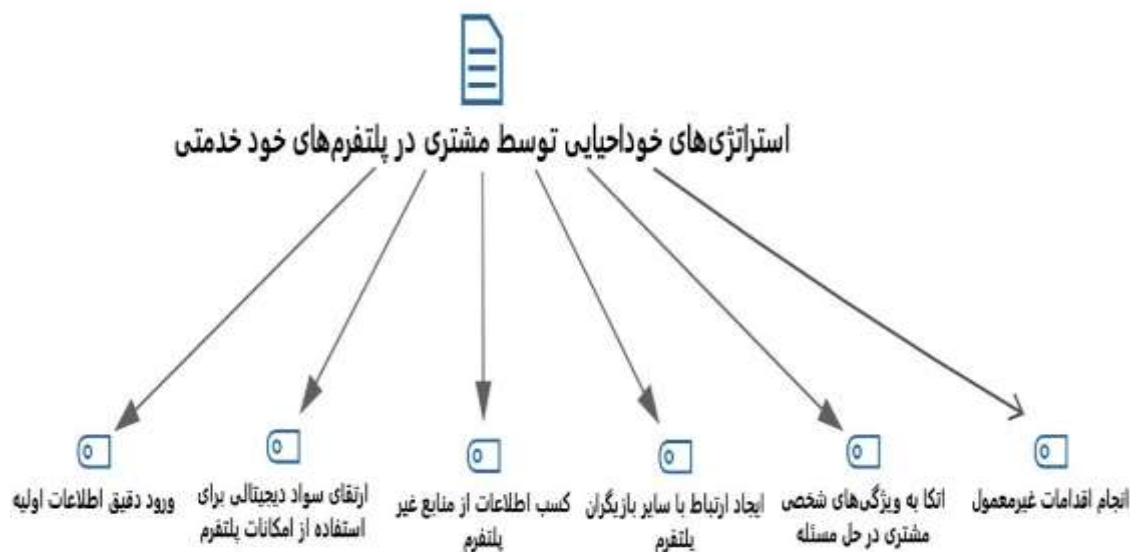 استراتژی‌های خوداحیایی توسط مشتری در پلتفرم‌های خود خدمتی
انجام اقدامات غیرمعمول
اتکا به ویژگی‌های شخصی
مشتری در حل مسئله
ایجاد ارتباط با سایر بازیگران
پلتفرم
کسب اطلاعات از منابع غیر
پلتفرم
ارتقای سواد دیجیتالی برای
استفاده از امکانات پلتفرم
ورود دقیق اطلاعات اولیه